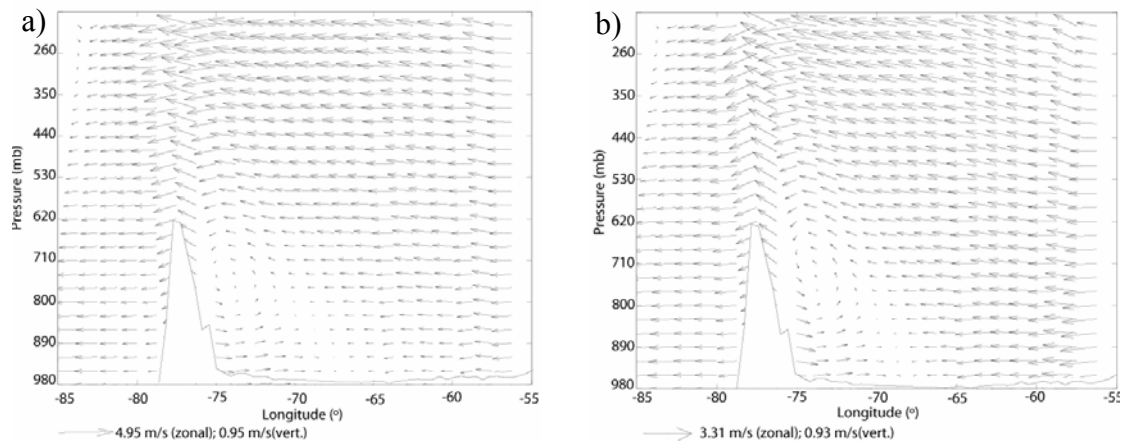 a)
Pressure (mb)
260
350
440
530
620
710
800
890
980
-85 -80 -75 -70 -65 -60 -55
Longitude (º)
4.95 m/s (zonal); 0.95 m/s(vert.)
b)
Pressure (mb)
260
350
440
530
620
710
800
890
980
-85 -80 -75 -70 -65 -60 -55
Longitude (º)
3.31 m/s (zonal); 0.93 m/s(vert.)